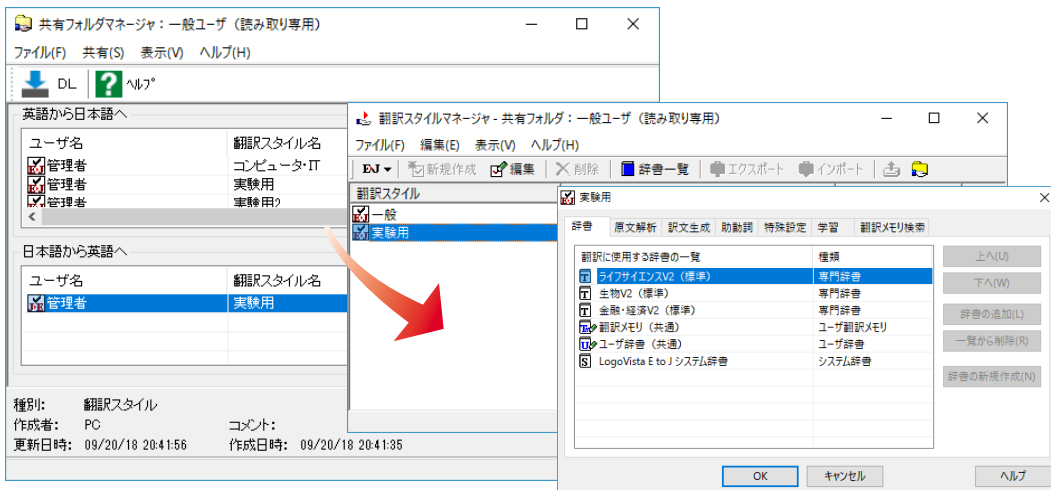 共有フォルダマネージャ：一般ユーザ（読み取り専用）
ファイル(F) 共有(S) 表示(V) ヘルプ(H)
DL ヘルプ
英語から日本語へ
ユーザ名 翻訳スタイル名
管理者 コンピュータ・IT
管理者 実験用
管理者 実験用2
日本語から英語へ
ユーザ名 翻訳スタイル名
管理者 実験用
種別: 翻訳スタイル
作成者: PC コメント:
更新日時: 09/20/18 20:41:56 作成日時: 09/20/18 20:41:35
翻訳スタイルマネージャ - 共有フォルダ：一般ユーザ（読み取り専用）
ファイル(F) 編集(E) 表示(V) ヘルプ(H)
EJ 新規作成 編集 削除 辞書一覧 エクスポート インポート
翻訳スタイル
一般
実験用
実験用
辞書 原文解析 訳文生成 助動詞 特殊設定 学習 翻訳メモリ検索
翻訳に使用する辞書の一覧 種類
ライフサイエンスV2（標準） 専門辞書
生物V2（標準） 専門辞書
金融・経済V2（標準） 専門辞書
翻訳メモリ（共通） ユーザ翻訳メモリ
ユーザ辞書（共通） ユーザ辞書
LogoVista E to J システム辞書 システム辞書
上へ(U)
下へ(W)
辞書の追加(L)
一覧から削除(R)
辞書の新規作成(N)
OK キャンセル ヘルプ